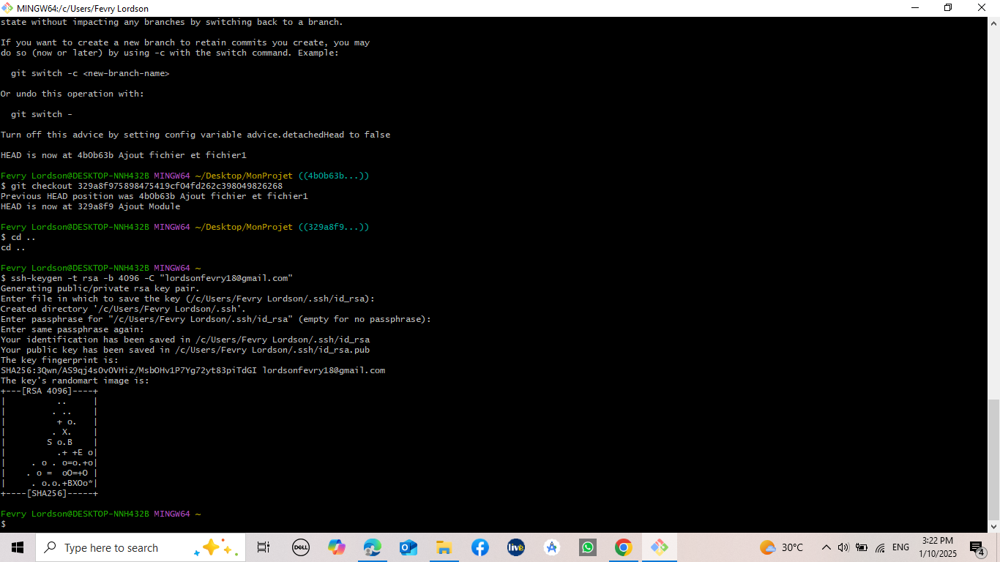 MINGW64:/c/Users/Fevry Lordson
state without impacting any branches by switching back to a branch.
If you want to create a new branch to retain commits you create, you may
do so (now or later) by using -c with the switch command. Example:
git switch -c <new-branch-name>
Or undo this operation with:
git switch -
Turn off this advice by setting config variable advice.detachedHead to false
HEAD is now at 4b0b63b Ajout fichier et fichier1
Fevry Lordson@DESKTOP-NNH432B MINGW64 ~/Desktop/MonProjet ((4b0b63b...))
$ git checkout 329a8f975898475419cf04fd262c398049826268
Previous HEAD position was 4b0b63b Ajout fichier et fichier1
HEAD is now at 329a8f9 Ajout Module
Fevry Lordson@DESKTOP-NNH432B MINGW64 ~/Desktop/MonProjet ((329a8f9...))
$ cd ..
cd ..
Fevry Lordson@DESKTOP-NNH432B MINGW64 ~
$ ssh-keygen -t rsa -b 4096 -C "lordsonfevry18@gmail.com"
Generating public/private rsa key pair.
Enter file in which to save the key (/c/Users/Fevry Lordson/.ssh/id_rsa):
Created directory '/c/Users/Fevry Lordson/.ssh'.
Enter passphrase for "/c/Users/Fevry Lordson/.ssh/id_rsa" (empty for no passphrase):
Enter same passphrase again:
Your identification has been saved in /c/Users/Fevry Lordson/.ssh/id_rsa
Your public key has been saved in /c/Users/Fevry Lordson/.ssh/id_rsa.pub
The key fingerprint is:
SHA256:3Qwn/AS9qj4sOvOVHiz/MsbOHv1P7Yg72yt83piTdGI lordsonfevry18@gmail.com
The key's randomart image is:
+---[RSA 4096]----+
|          ..     |
|         . ..    |
|          + o.   |
|         . X.    |
|        S o.B    |
|          .+ +E o|
|     . o . o=o.+o|
|    . o =  oO=+O |
|     . o.o.+BXOo*|
+----[SHA256]-----+
Fevry Lordson@DESKTOP-NNH432B MINGW64 ~
$
Type here to search
DELL
live
30°C
ENG
3:22 PM
1/10/2025
4